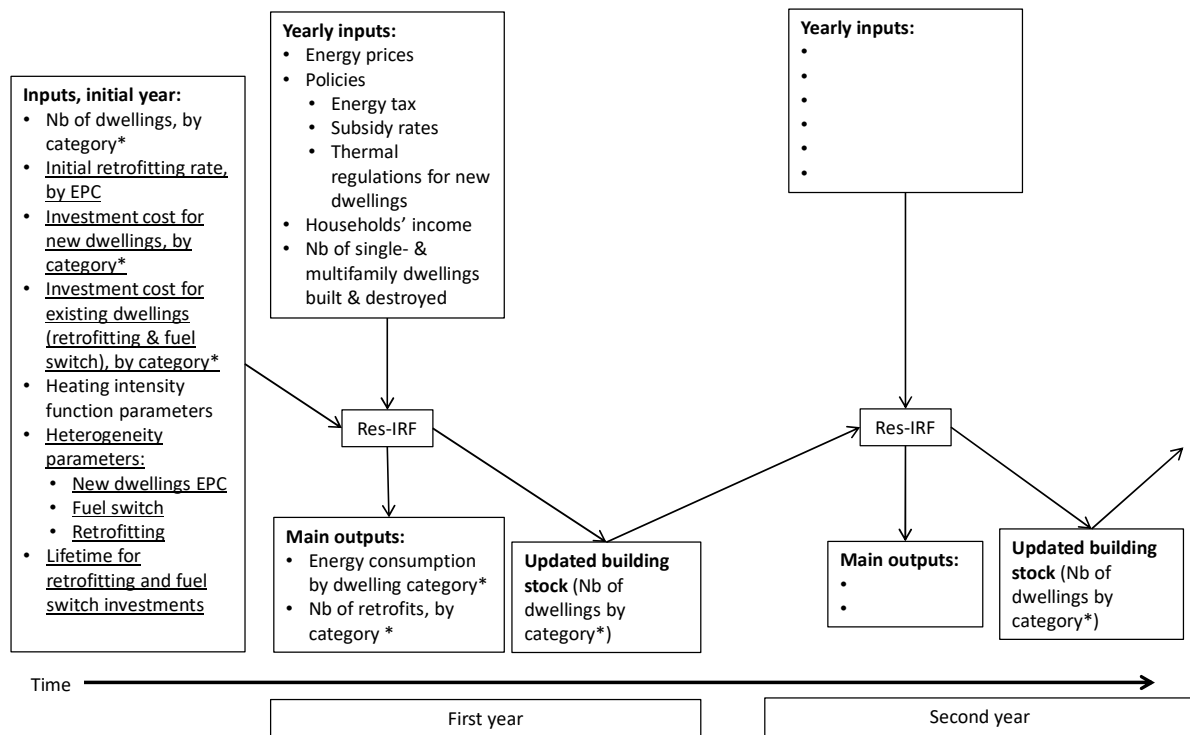 Inputs, initial year:
• Nb of dwellings, by
category*
• Initial retrofitting rate,
by EPC
• Investment cost for
new dwellings, by
category*
• Investment cost for
existing dwellings
(retrofitting & fuel
switch), by category*
• Heating intensity
function parameters
• Heterogeneity
parameters:
• New dwellings EPC
• Fuel switch
• Retrofitting
• Lifetime for
retrofitting and fuel
switch investments
Yearly inputs:
• Energy prices
• Policies
• Energy tax
• Subsidy rates
• Thermal
regulations for new
dwellings
• Households’ income
• Nb of single- &
multifamily dwellings
built & destroyed
Res-IRF
Main outputs:
• Energy consumption
by dwelling category*
• Nb of retrofits, by
category *
Updated building
stock (Nb of
dwellings by
category*)
Yearly inputs:
•
•
•
•
•
•
Res-IRF
Main outputs:
•
•
Updated building
stock (Nb of
dwellings by
category*)
Time
First year
Second year